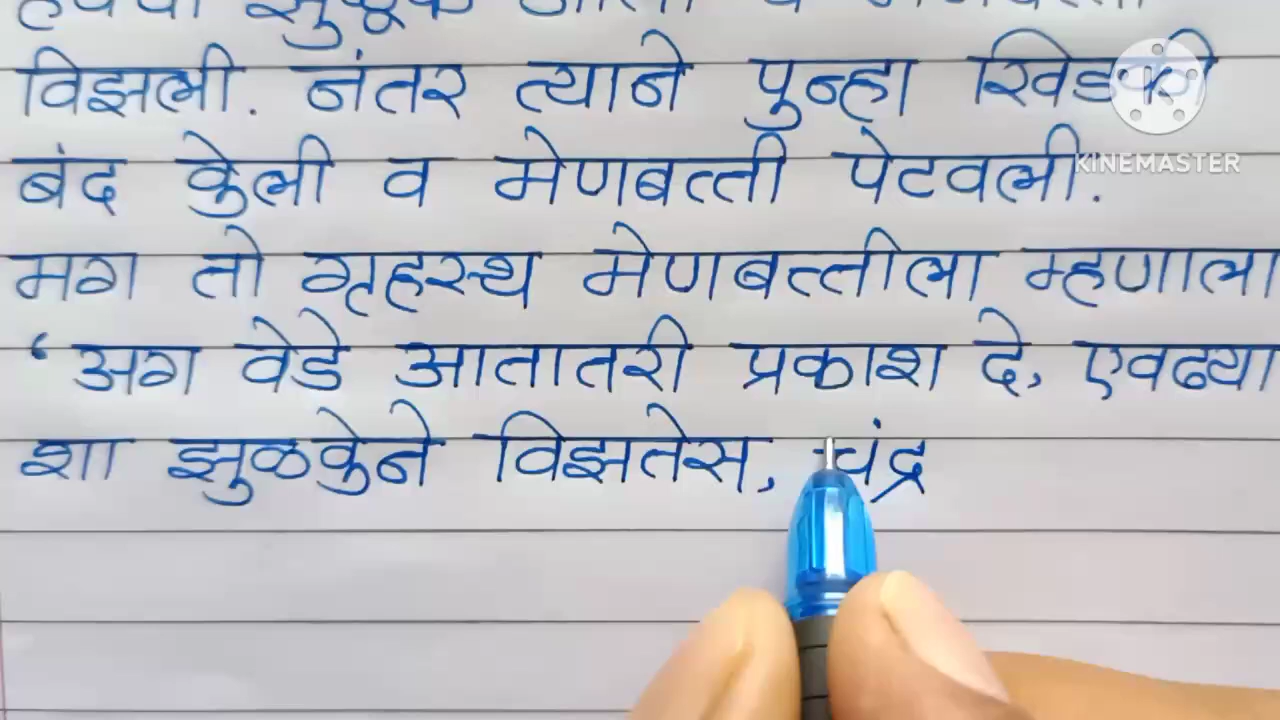 विझली. नंतर त्याने पुन्हा खिडकी
बंद केली व मेणबत्ती पेटवली.
मग तो गृहस्थ मेणबत्तीला म्हणाला
‘अग वेडे आतातरी प्रकाश दे, एवढ्या
शा झुळकेने विझतेस, चंद्र
KINEMASTER